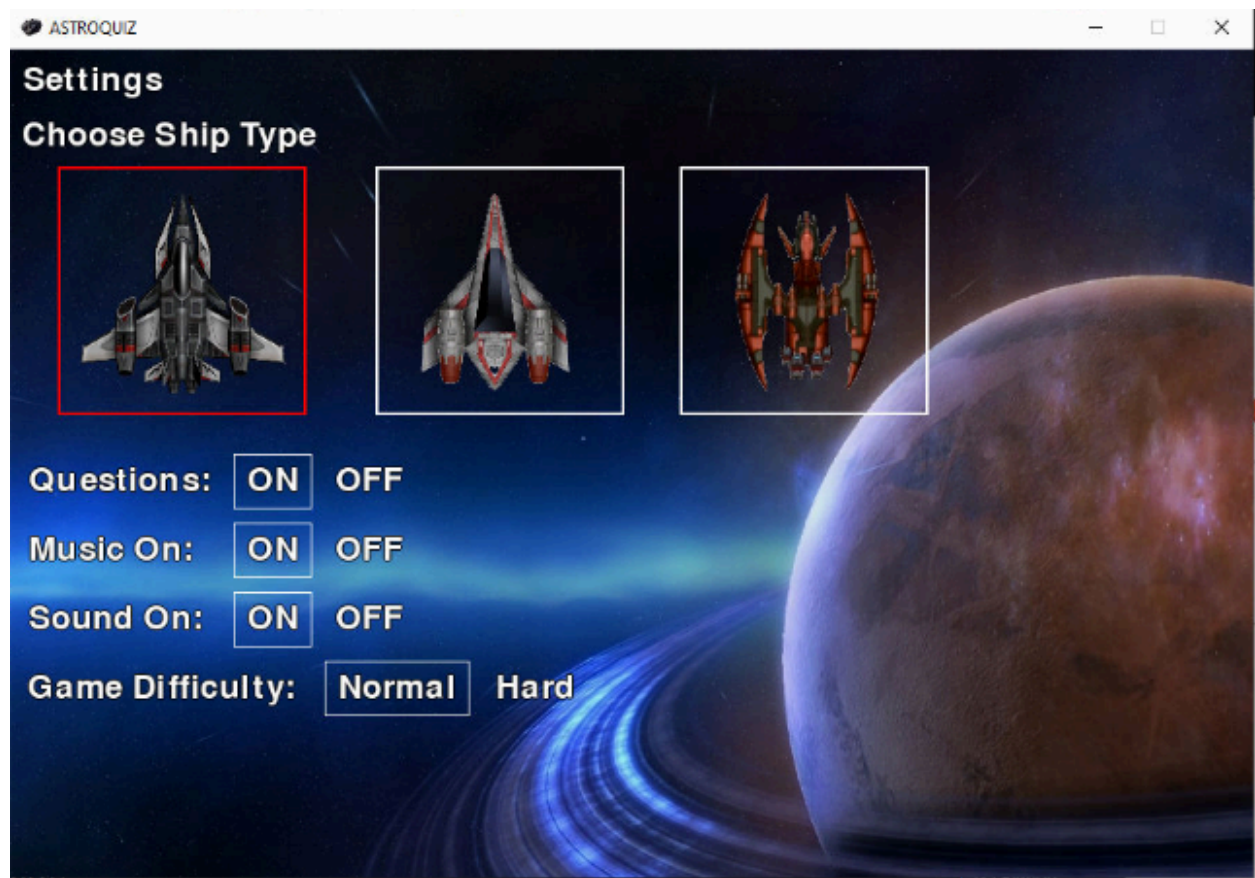 ASTROQUIZ
Settings
Choose Ship Type
Questions: ON OFF
Music On: ON OFF
Sound On: ON OFF
Game Difficulty: Normal Hard